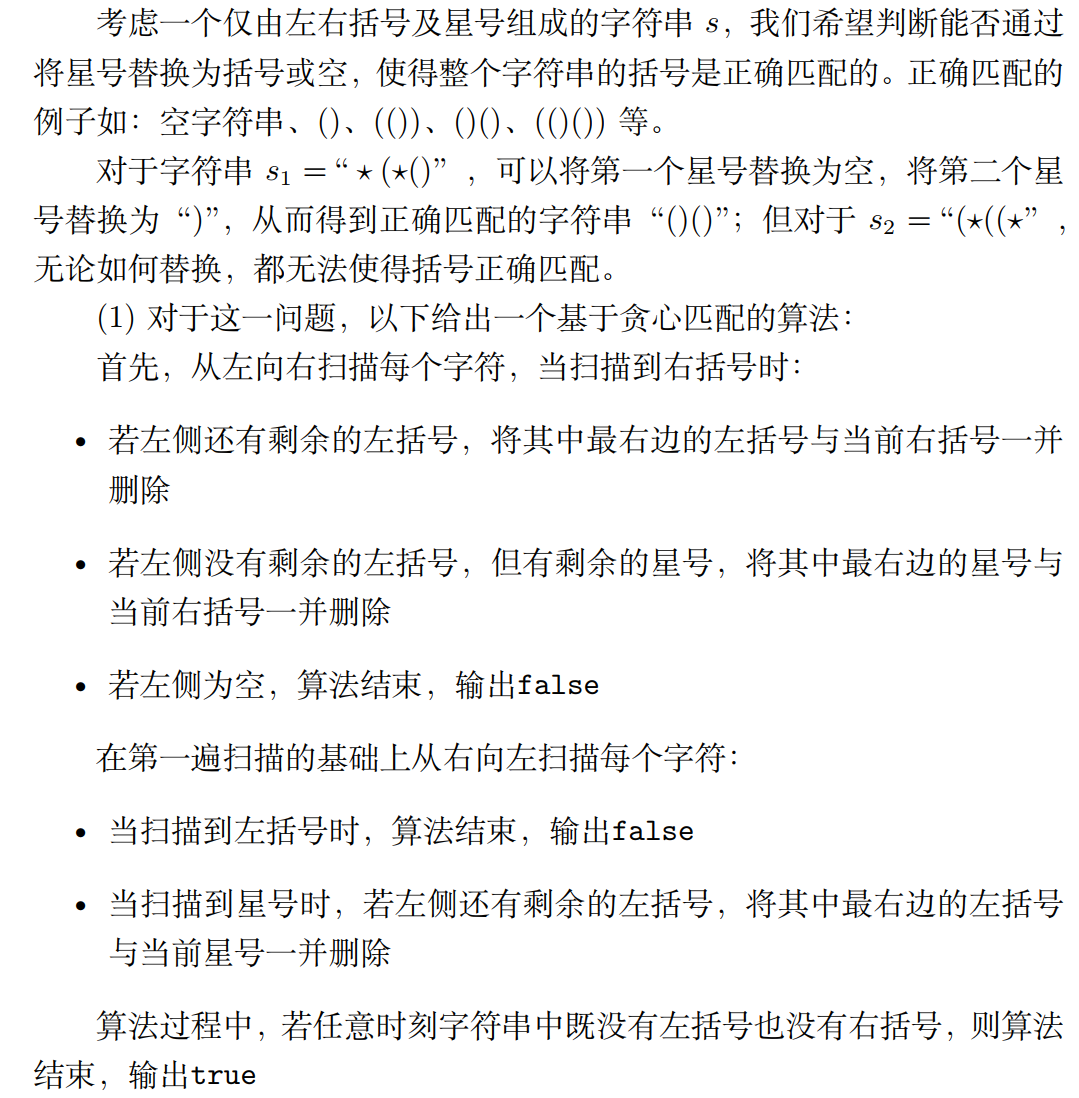 考虑一个仅由左右括号及星号组成的字符串 s，我们希望判断能否通过
将星号替换为括号或空，使得整个字符串的括号是正确匹配的。正确匹配的
例子如：空字符串、()、(())、()()、(()()) 等。
对于字符串 s₁ =“ ⋆ (⋆()” ，可以将第一个星号替换为空，将第二个星
号替换为 “)”，从而得到正确匹配的字符串 “()()”；但对于 s₂ = “(⋆((⋆” ，
无论如何替换，都无法使得括号正确匹配。
(1) 对于这一问题，以下给出一个基于贪心匹配的算法：
首先，从左向右扫描每个字符，当扫描到右括号时：
• 若左侧还有剩余的左括号，将其中最右边的左括号与当前右括号一并
删除
• 若左侧没有剩余的左括号，但有剩余的星号，将其中最右边的星号与
当前右括号一并删除
• 若左侧为空，算法结束，输出false
在第一遍扫描的基础上从右向左扫描每个字符：
• 当扫描到左括号时，算法结束，输出false
• 当扫描到星号时，若左侧还有剩余的左括号，将其中最右边的左括号
与当前星号一并删除
算法过程中，若任意时刻字符串中既没有左括号也没有右括号，则算法
结束，输出true